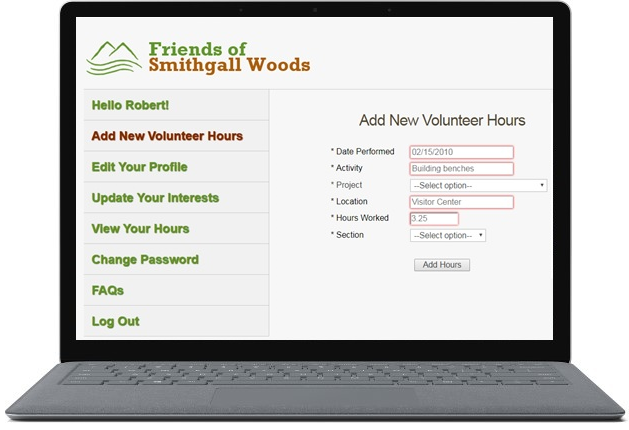 Friends of
Smithgall Woods
Hello Robert!
Add New Volunteer Hours
Edit Your Profile
Update Your Interests
View Your Hours
Change Password
FAQs
Log Out
Add New Volunteer Hours
* Date Performed 02/15/2010
* Activity Building benches
* Project --Select option--
* Location Visitor Center
* Hours Worked 3.25
* Section --Select option--
Add Hours